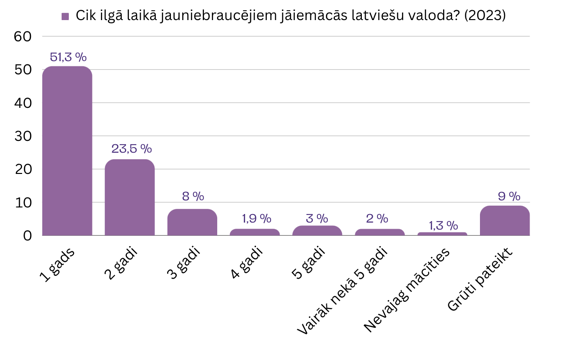 Cik ilgā laikā jauniebraucējiem jāiemācās latviešu valoda? (2023)
60
50
40
30
20
10
0
51,3 %
23,5 %
8 %
1,9 %
3 %
2 %
1,3 %
9 %
1 gads
2 gadi
3 gadi
4 gadi
5 gadi
Vairāk nekā 5 gadi
Nevajag mācīties
Grūti pateikt